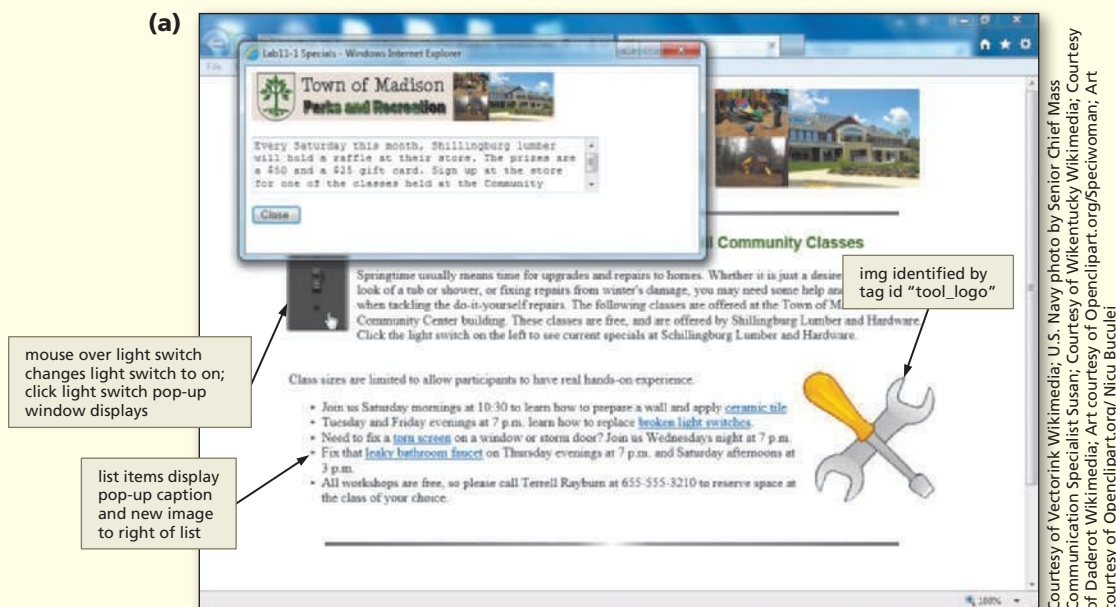 (a)
Lab11-1 Specials - Windows Internet Explorer
File
Town of Madison
Parks and Recreation
Every Saturday this month, Shillingburg lumber
will hold a raffle at their store. The prizes are
a $50 and a $25 gift card. Sign up at the store
for one of the classes held at the Community
Close
Community Classes
Springtime usually means time for upgrades and repairs to homes. Whether it is just a desire
look of a tub or shower, or fixing repairs from winter's damage, you may need some help
when tackling the do-it-yourself repairs. The following classes are offered at the Town of
Community Center building. These classes are free, and are offered by Shillingburg Lumber and Hardware.
Click the light switch on the left to see current specials at Schillingburg Lumber and Hardware.
img identified by
tag id “tool_logo”
mouse over light switch
changes light switch to on;
click light switch pop-up
window displays
Class sizes are limited to allow participants to have real hands-on experience.
Join us Saturday mornings at 10:30 to learn how to prepare a wall and apply ceramic tile
Tuesday and Friday evenings at 7 p.m. learn how to replace broken light switches.
Need to fix a torn screen on a window or storm door? Join us Wednesdays night at 7 p.m.
Fix that leaky bathroom faucet on Thursday evenings at 7 p.m. and Saturday afternoons at
3 p.m.
All workshops are free, so please call Terrell Rayburn at 655-555-3210 to reserve space at
the class of your choice.
list items display
pop-up caption
and new image
to right of list
100%
Courtesy of Vectorink Wikimedia; U.S. Navy photo by Senior Chief Mass
Communication Specialist Susan; Courtesy of Wikentucky Wikimedia; Courtesy
of Daderot Wikimedia; Art courtesy of Openclipart.org/Speciwoman; Art
courtesy of Openclipart.org/ Nicu Buculei